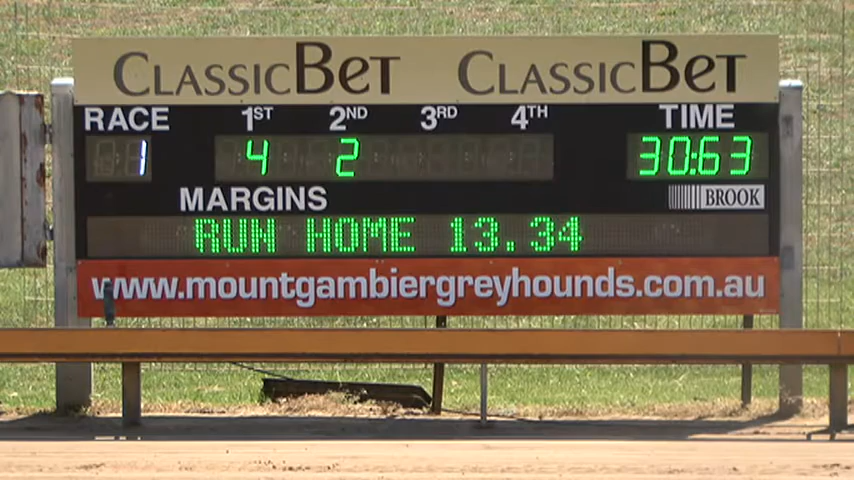 CLASSICBET CLASSICBET
RACE 1ST 2ND 3RD 4TH TIME
1 4 2 30:63
MARGINS BROOK
RUN HOME 13.34
www.mountgambiergreyhounds.com.au